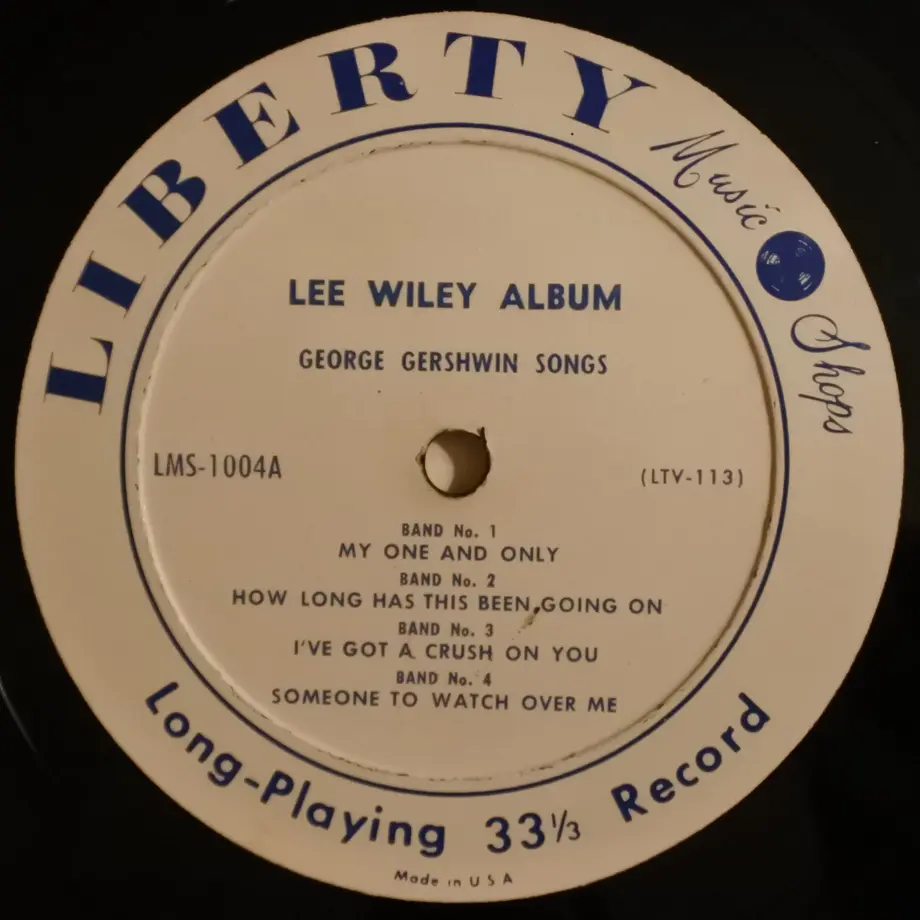 LIBERTY Music Shops
LEE WILEY ALBUM
GEORGE GERSHWIN SONGS
LMS-1004A
(LTV-113)
BAND No. 1
MY ONE AND ONLY
BAND No. 2
HOW LONG HAS THIS BEEN GOING ON
BAND No. 3
I'VE GOT A CRUSH ON YOU
BAND No. 4
SOMEONE TO WATCH OVER ME
Long-Playing 33⅓ Record
Made in U S A